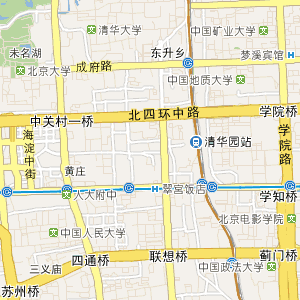 清华大学
中国矿业大学
未名湖
东升乡
梦溪宾馆
北京大学
成府路
中国地质大学
北四环中路
学院桥
中关村一桥
海淀中街
清华园站
学院路
黄庄
人大附中
翠宫饭店
学知桥
北京电影学院
中国人民大学
三义庙
四通桥
联想桥
蓟门桥
中国政法大学
苏州桥